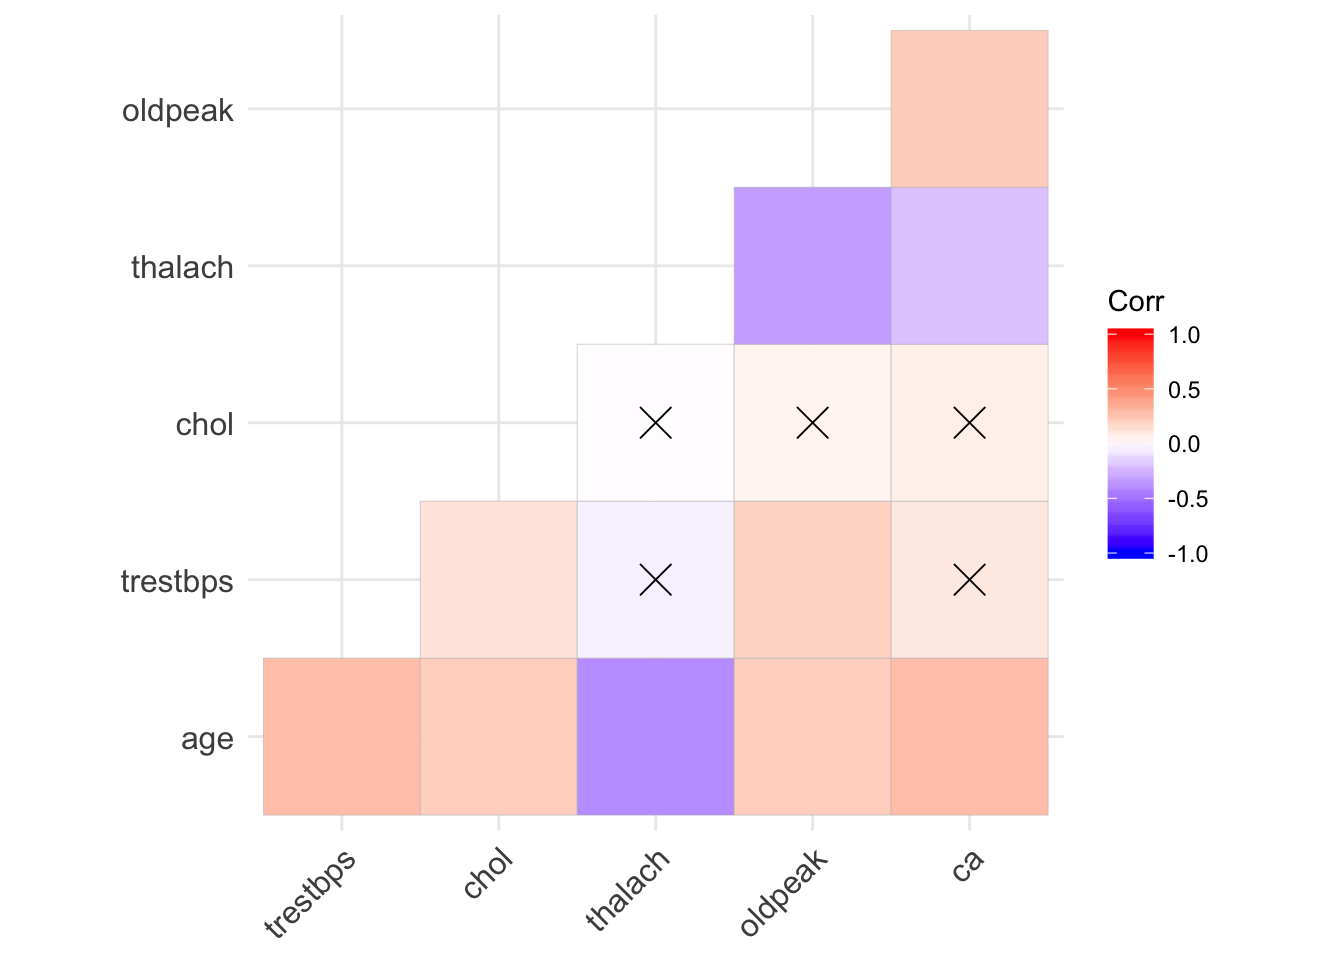 oldpeak
thalach
chol
trestbps
age
trestbps
chol
thalach
oldpeak
ca
Corr
1.0
0.5
0.0
-0.5
-1.0